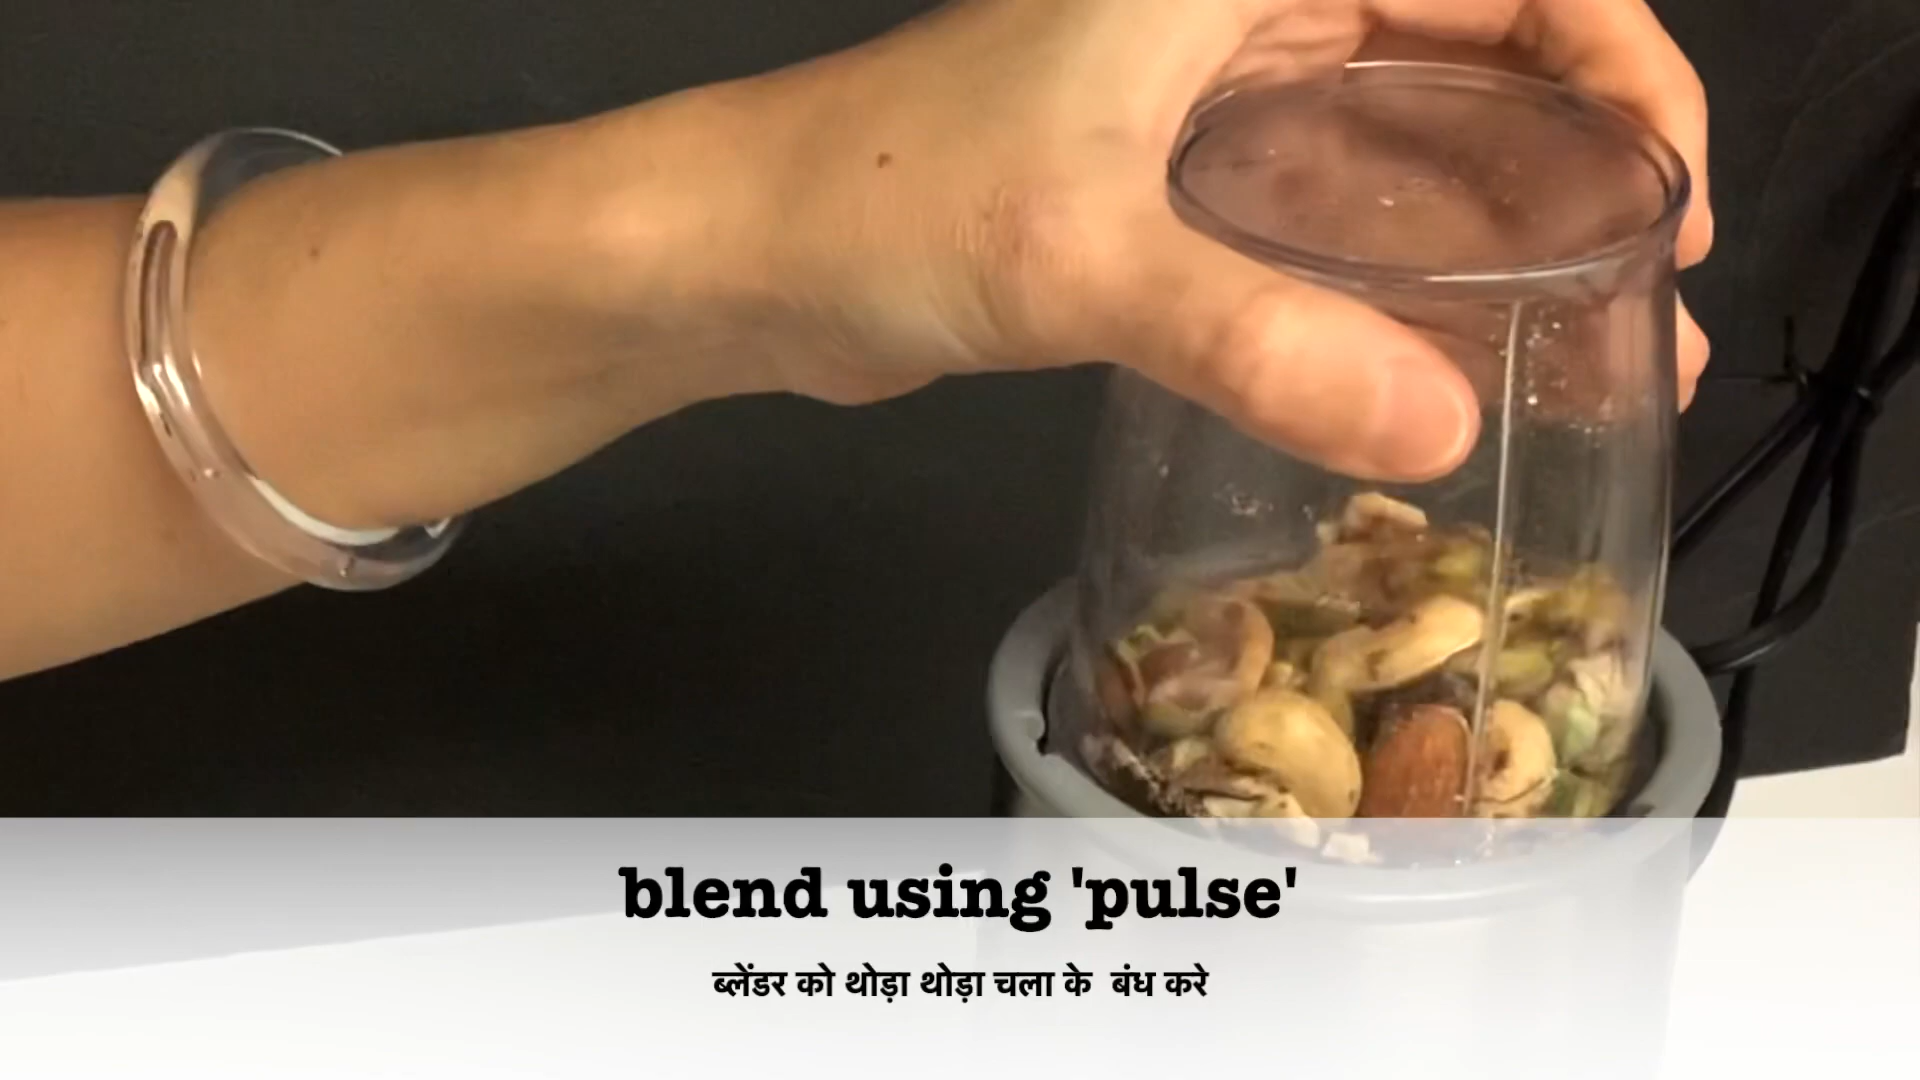 blend using 'pulse'
ब्लेंडर को थोड़ा थोड़ा चला के बंध करे